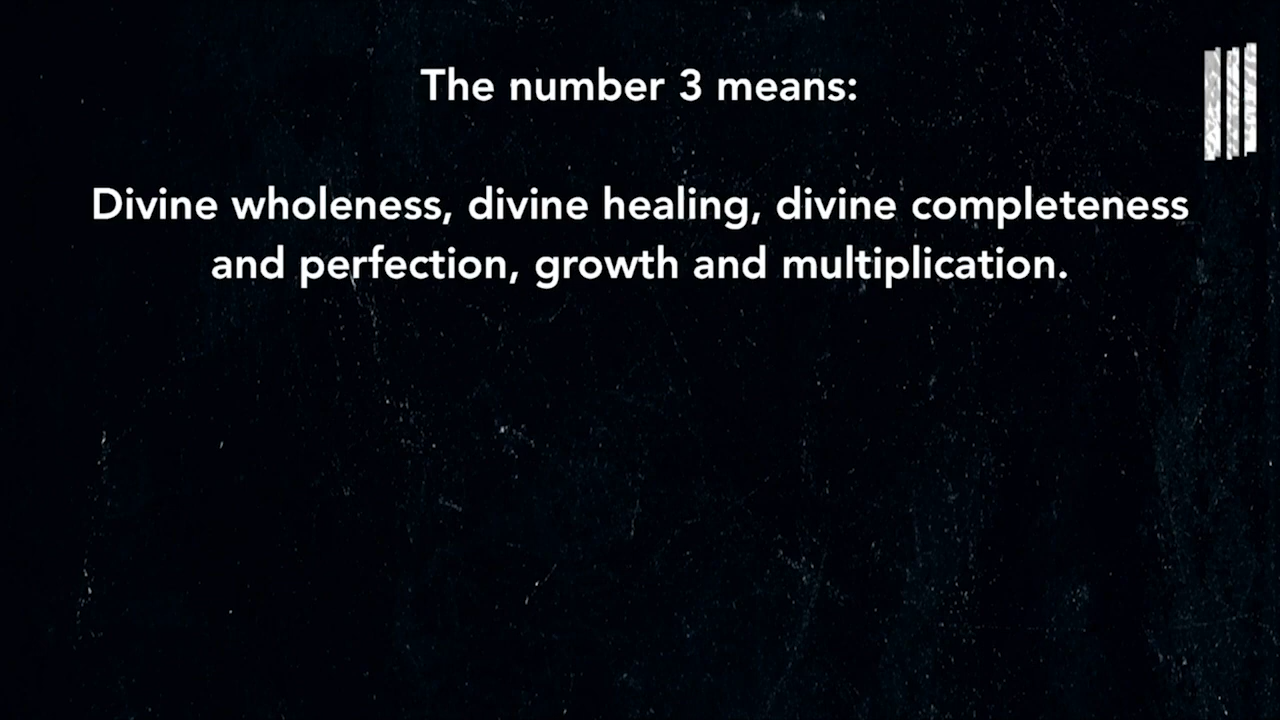 The number 3 means:
Divine wholeness, divine healing, divine completeness
and perfection, growth and multiplication.